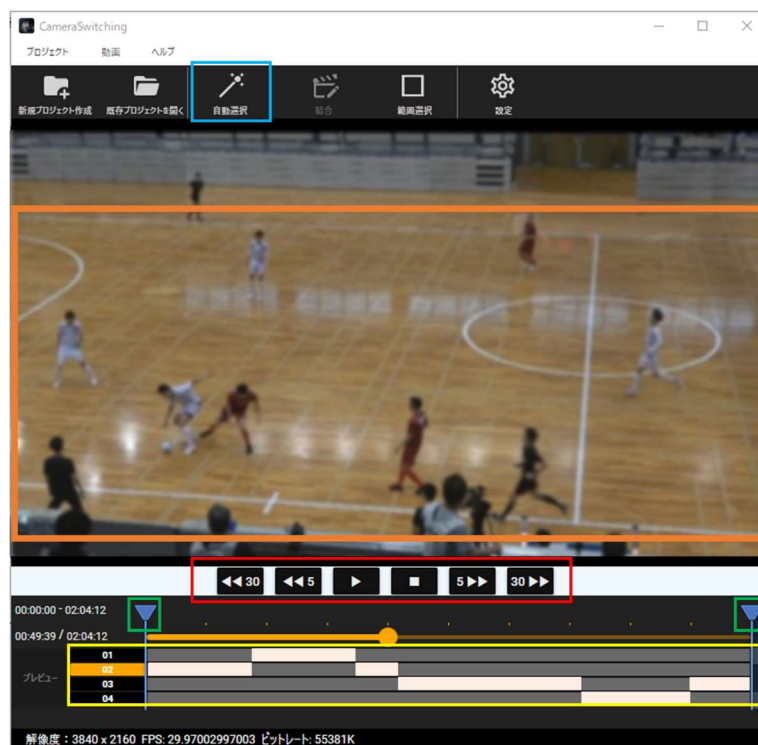 CameraSwitching
プロジェクト 動画 ヘルプ
新規プロジェクト作成 既存プロジェクトを開く 自動選択 結合 範囲選択 設定
30 5 5 30
00:00:00 - 02:04:12
00:49:39 / 02:04:12
プレビュー
01
02
03
04
解像度:3840 x 2160 FPS: 29.97002997003 ビットレート: 55381K